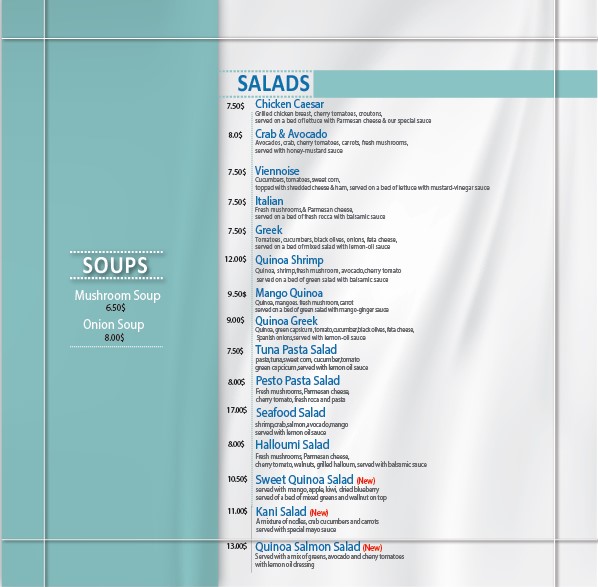 SOUPS
Mushroom Soup
6.50$
Onion Soup
8.00$
SALADS
7.50$ Chicken Caesar
Grilled chicken breast, cherry tomatoes, croutons,
served on a bed of lettuce with Parmesan cheese & our special sauce
8.0$ Crab & Avocado
Avocados, crab, cherry tomatoes, carrots, fresh mushrooms,
served with honey-mustard sauce
7.50$ Viennoise
Cucumbers, tomatoes, sweet corn,
topped with shredded cheese & ham, served on a bed of lettuce with mustard-vinegar sauce
7.50$ Italian
Fresh mushrooms,& Parmesan cheese,
served on a bed of fresh rocca with balsamic sauce
7.50$ Greek
Tomatoes, cucumbers, black olives, onions, feta cheese,
served on a bed of mixed salad with lemon-oil sauce
12.00$ Quinoa Shrimp
Quinoa, shrimp, fresh mushroom , avocado,cherry tomato
served on a bed of green salad with balsamic sauce
9.50$ Mango Quinoa
Quinoa, mangoes, fresh mushroom, carrot
served on a bed of green salad with mango-ginger sauce
9.00$ Quinoa Greek
Quinoa, green capricum, tomato,cucumber,black olives, feta cheese,
Spanish onions,served with lemon-oil sauce
7.50$ Tuna Pasta Salad
pasta,tuna,sweet corn, cucumber,tomato
green capcicum ,served with lemon oil sauce
8.00$ Pesto Pasta Salad
Fresh mushrooms, Parmesan cheese,
cherry tomato, fresh rcca and pasta
17.00$ Seafood Salad
shrimp,crab,salmon,avocado,mango
served with lemon oil sauce
8.00$ Halloumi Salad
Fresh mushrooms, Parmesan cheese,
cherry tomato, walnuts, grilled halloum, served with balsamic sauce
10.50$ Sweet Quinoa Salad (New)
served with mango, apple, kiwi, dried blueberry
served of a bed of mixed greens and wallnut on top
11.00$ Kani Salad (New)
A mixture of nodles, crab cucumbers and carrots
served with special mayo sauce
13.00$ Quinoa Salmon Salad (New)
Served with a mix of greens, avocado and cherry tomatoes
with lemon oil dressing